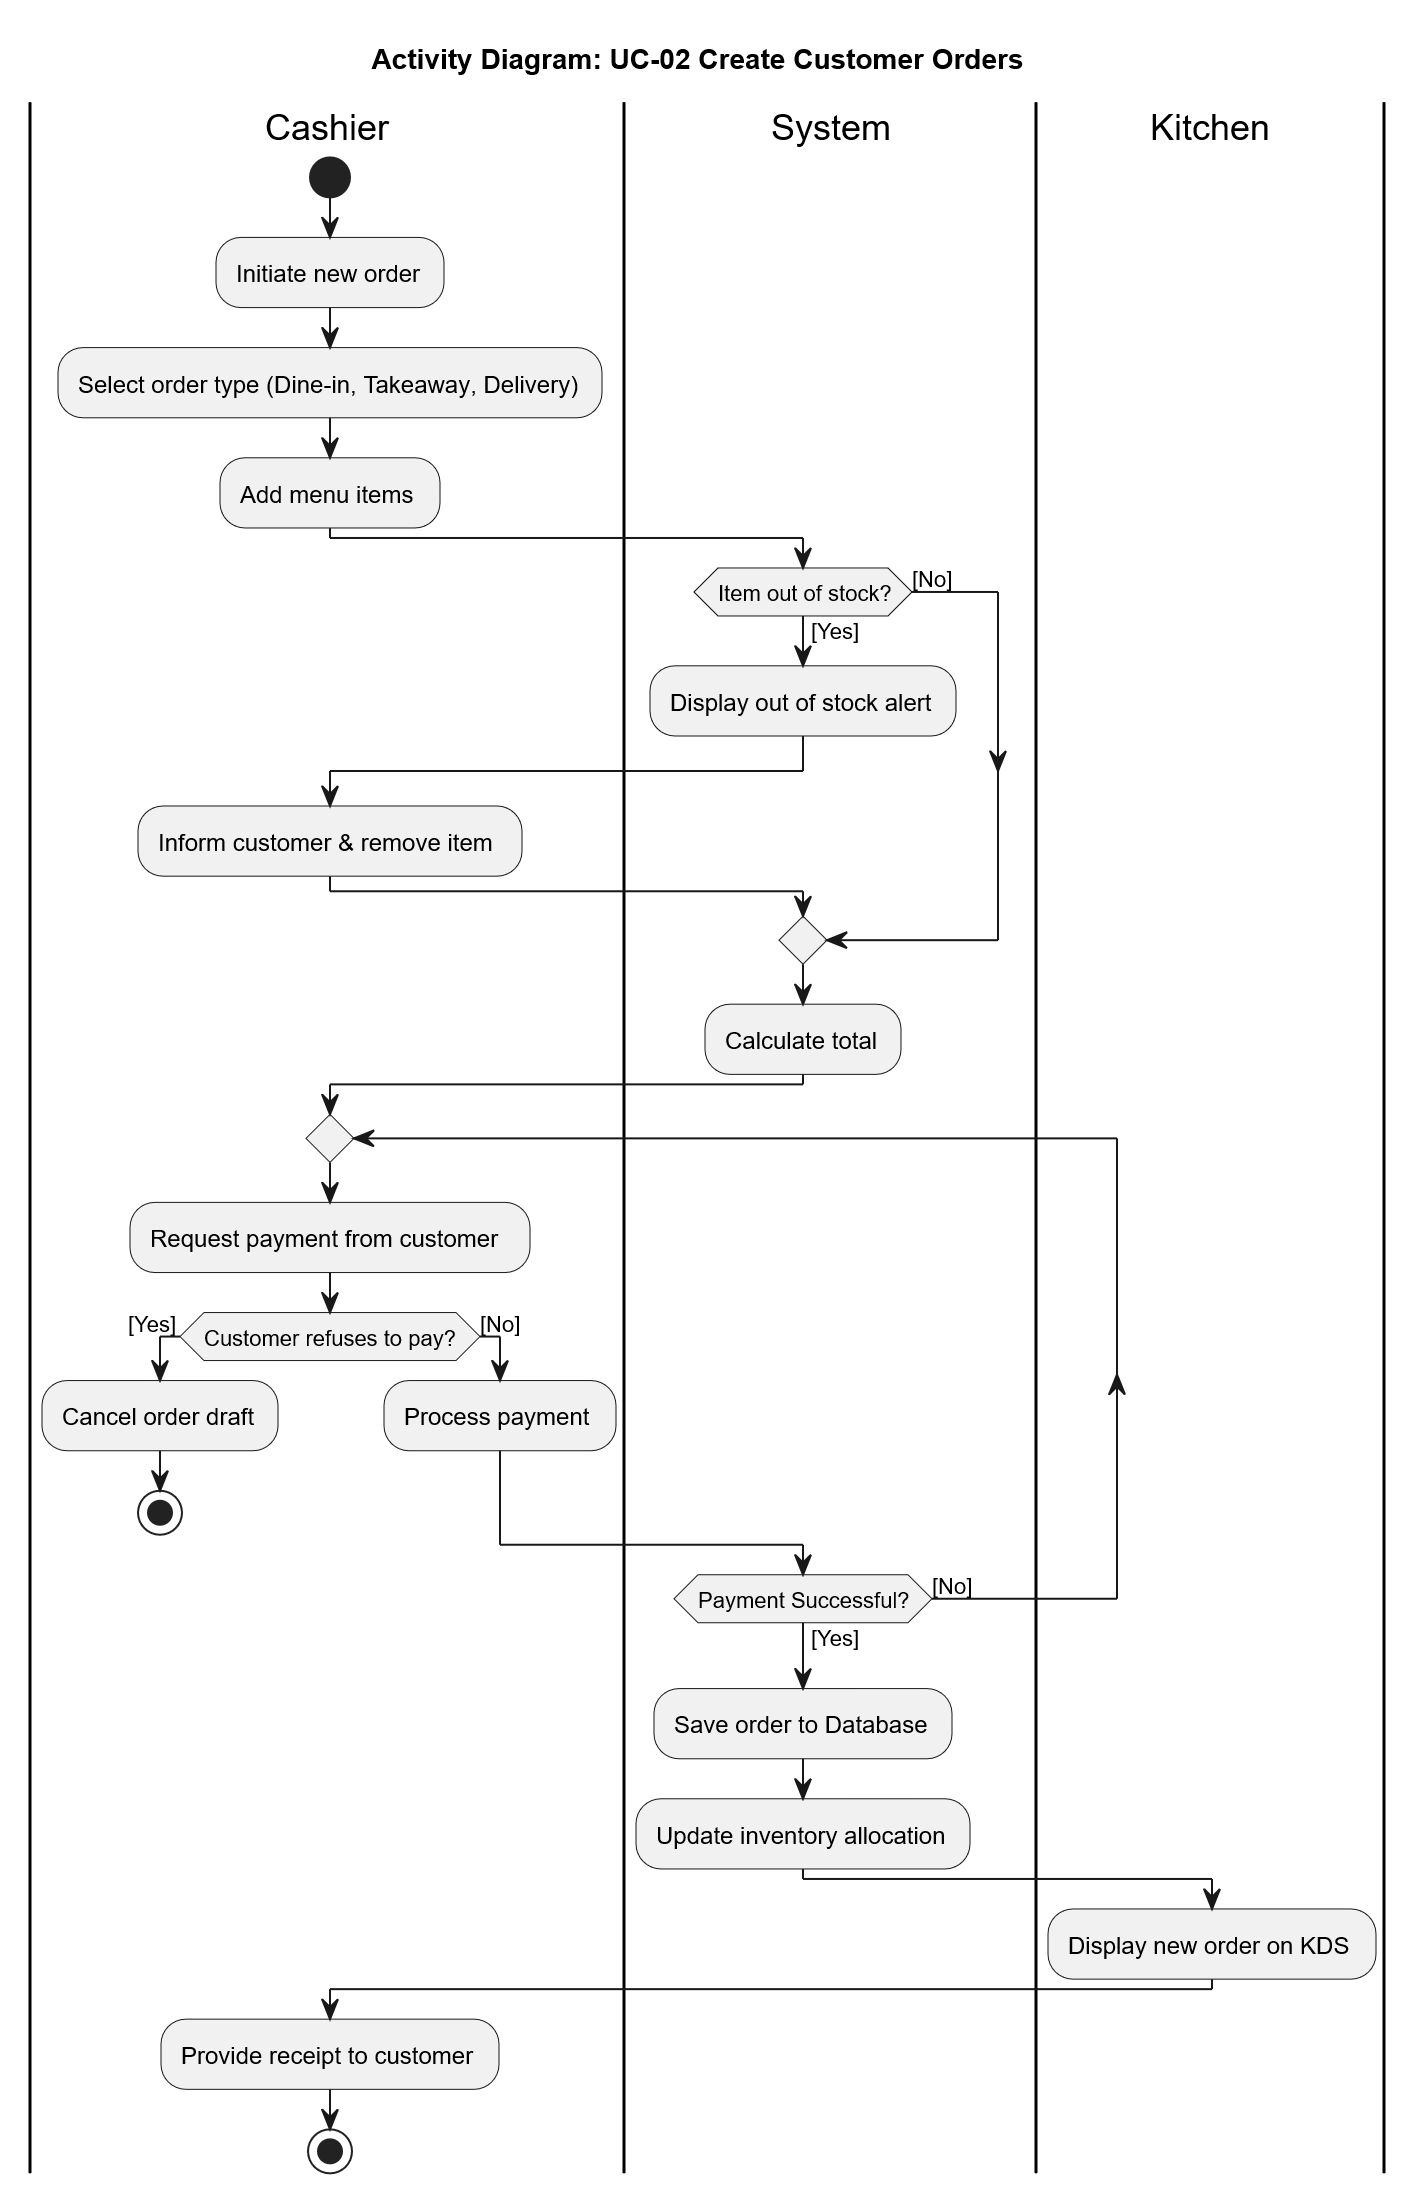 Activity Diagram: UC-02 Create Customer Orders
Cashier
System
Kitchen
Initiate new order
Select order type (Dine-in, Takeaway, Delivery)
Add menu items
Item out of stock?
[No]
[Yes]
Display out of stock alert
Inform customer & remove item
Calculate total
Request payment from customer
[Yes]
Customer refuses to pay?
[No]
Cancel order draft
Process payment
Payment Successful?
[No]
[Yes]
Save order to Database
Update inventory allocation
Display new order on KDS
Provide receipt to customer